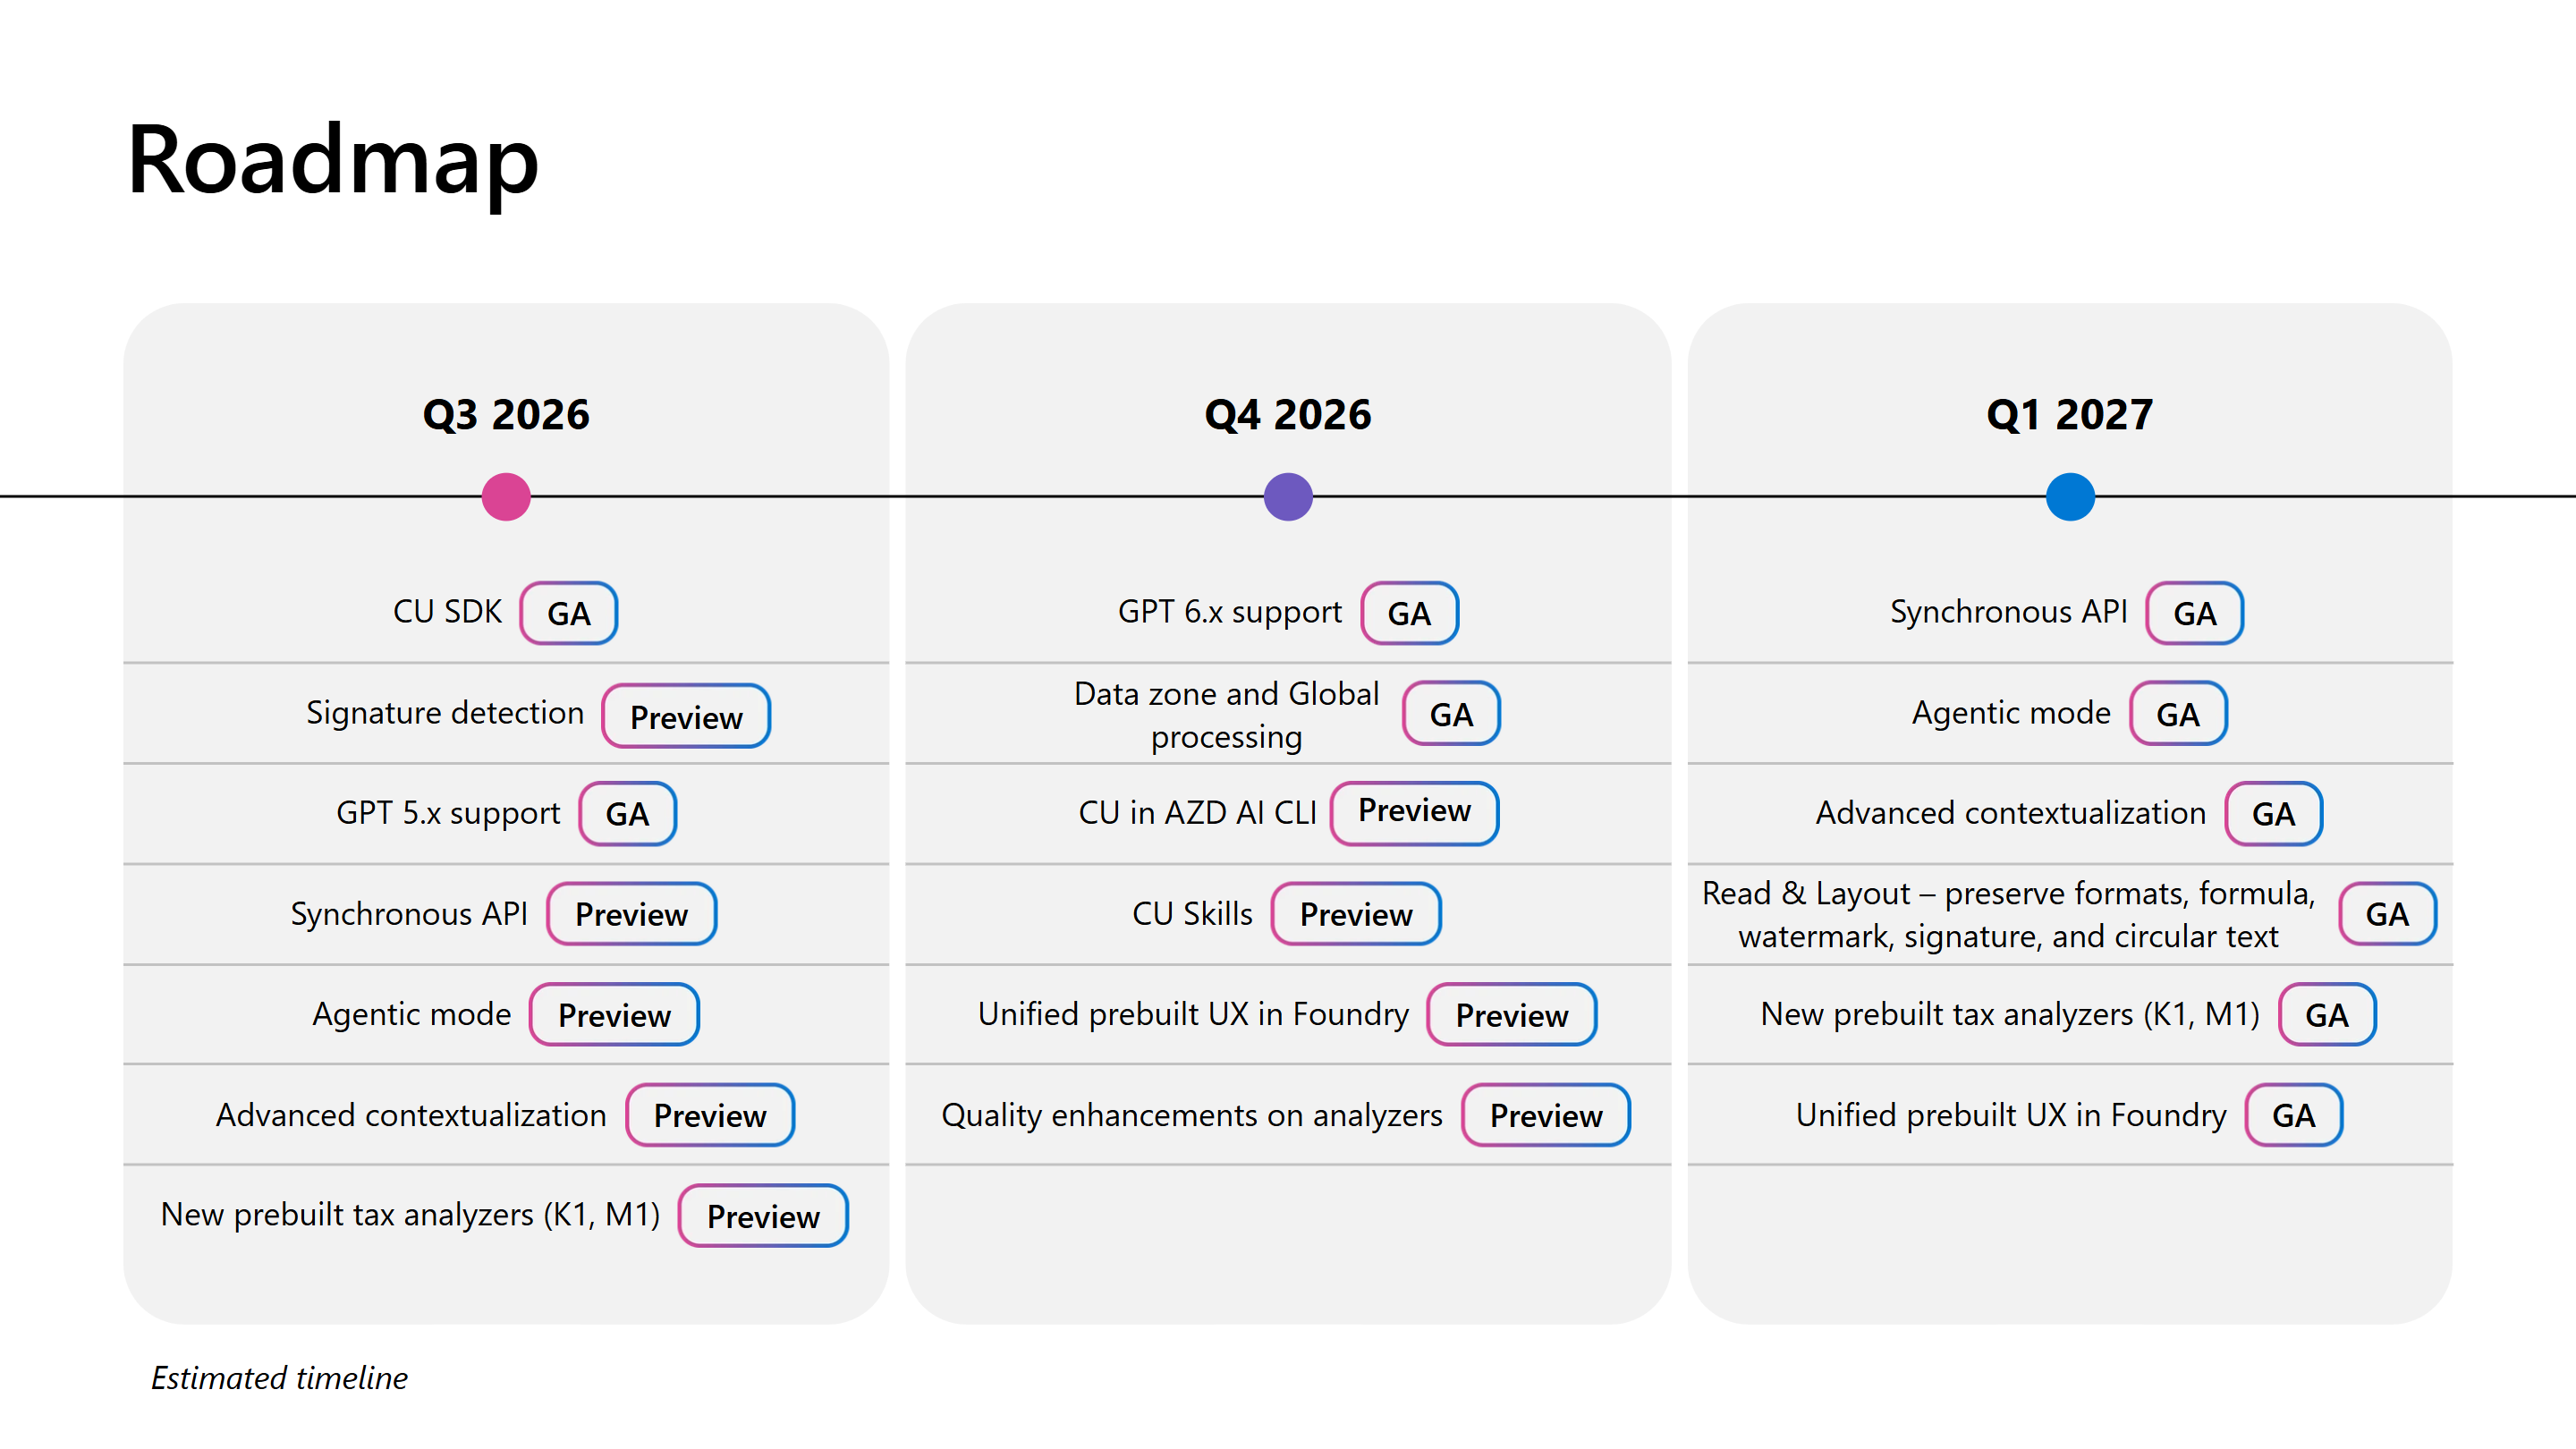 Roadmap
Q3 2026
CU SDK GA
Signature detection Preview
GPT 5.x support GA
Synchronous API Preview
Agentic mode Preview
Advanced contextualization Preview
New prebuilt tax analyzers (K1, M1) Preview
Q4 2026
GPT 6.x support GA
Data zone and Global
processing GA
CU in AZD AI CLI Preview
CU Skills Preview
Unified prebuilt UX in Foundry Preview
Quality enhancements on analyzers Preview
Q1 2027
Synchronous API GA
Agentic mode GA
Advanced contextualization GA
Read & Layout – preserve formats, formula,
watermark, signature, and circular text GA
New prebuilt tax analyzers (K1, M1) GA
Unified prebuilt UX in Foundry GA
Estimated timeline